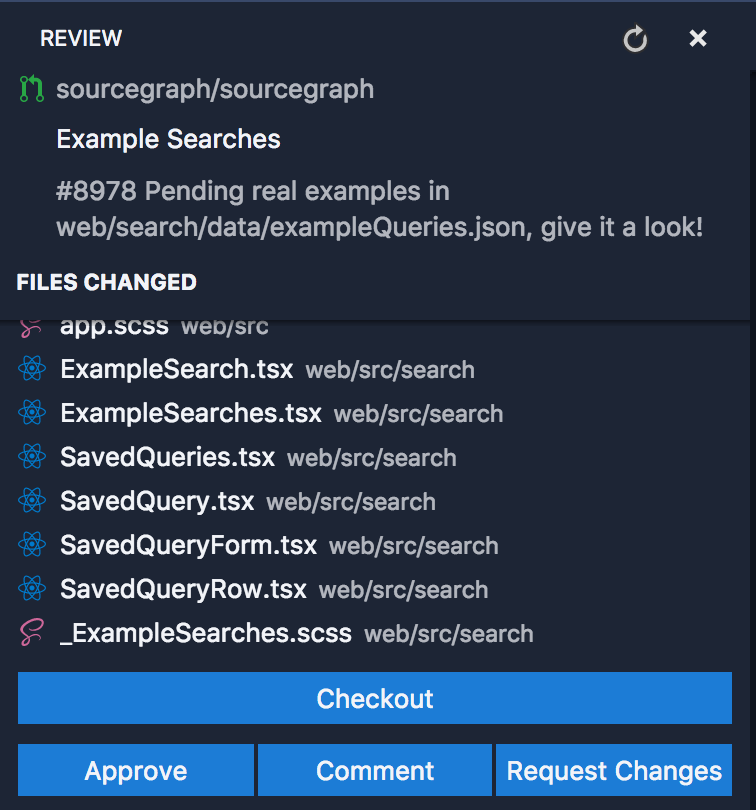 REVIEW
sourcegraph/sourcegraph
Example Searches
#8978 Pending real examples in
web/search/data/exampleQueries.json, give it a look!
FILES CHANGED
app.scss web/src
ExampleSearch.tsx web/src/search
ExampleSearches.tsx web/src/search
SavedQueries.tsx web/src/search
SavedQuery.tsx web/src/search
SavedQueryForm.tsx web/src/search
SavedQueryRow.tsx web/src/search
_ExampleSearches.scss web/src/search
Checkout
Approve Comment Request Changes